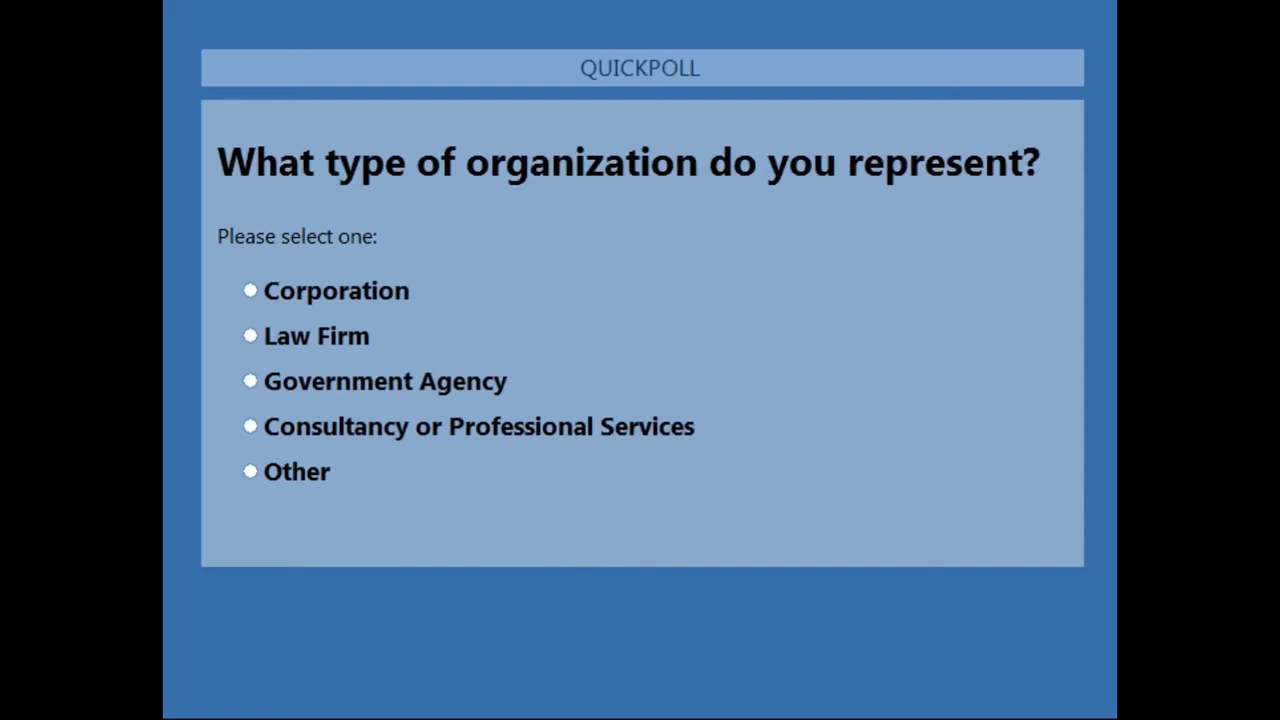 QUICKPOLL
What type of organization do you represent?
Please select one:
Corporation
Law Firm
Government Agency
Consultancy or Professional Services
Other